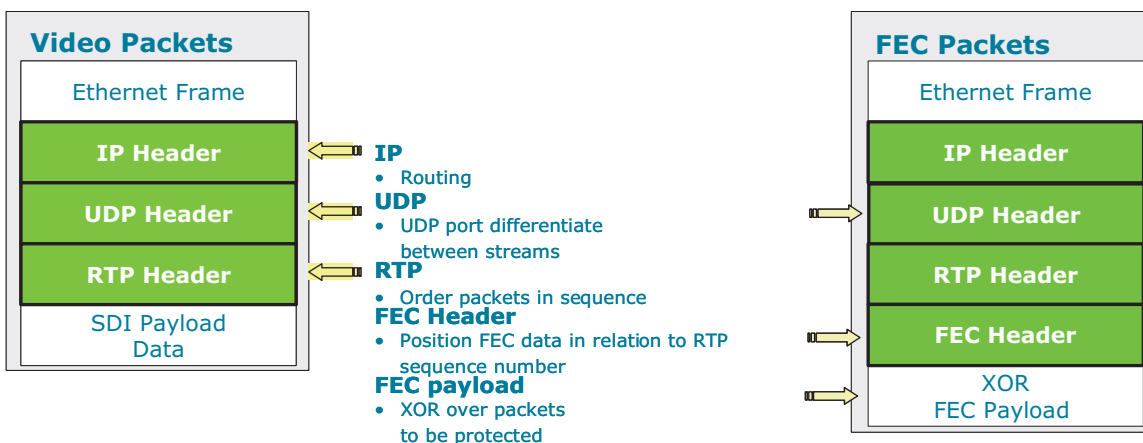 Video Packets
Ethernet Frame
IP Header
UDP Header
RTP Header
SDI Payload
Data
IP
• Routing
UDP
• UDP port differentiate
between streams
RTP
• Order packets in sequence
FEC Header
• Position FEC data in relation to RTP
sequence number
FEC payload
• XOR over packets
to be protected
FEC Packets
Ethernet Frame
IP Header
UDP Header
RTP Header
FEC Header
XOR
FEC Payload